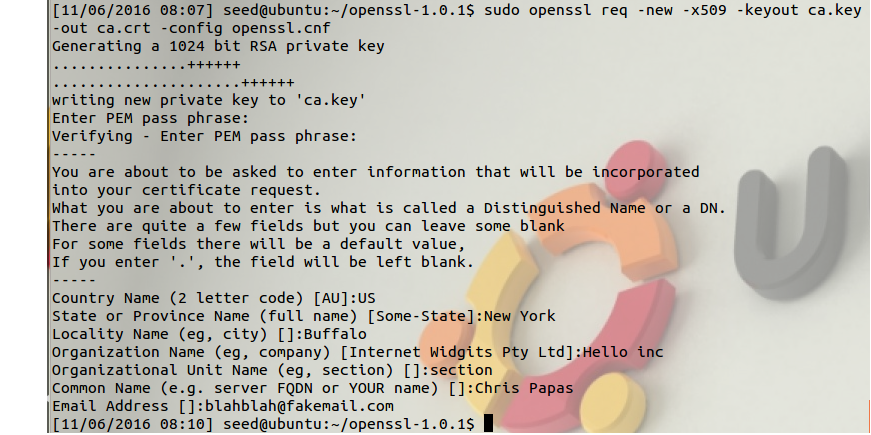 [11/06/2016 08:07] seed@ubuntu:~/openssl-1.0.1$ sudo openssl req -new -x509 -keyout ca.key
-out ca.crt -config openssl.cnf
Generating a 1024 bit RSA private key
...............++++++
.....................++++++
writing new private key to 'ca.key'
Enter PEM pass phrase:
Verifying - Enter PEM pass phrase:
-----
You are about to be asked to enter information that will be incorporated
into your certificate request.
What you are about to enter is what is called a Distinguished Name or a DN.
There are quite a few fields but you can leave some blank
For some fields there will be a default value,
If you enter '.', the field will be left blank.
-----
Country Name (2 letter code) [AU]:US
State or Province Name (full name) [Some-State]:New York
Locality Name (eg, city) []:Buffalo
Organization Name (eg, company) [Internet Widgits Pty Ltd]:Hello inc
Organizational Unit Name (eg, section) []:section
Common Name (e.g. server FQDN or YOUR name) []:Chris Papas
Email Address []:blahblah@fakemail.com
[11/06/2016 08:10] seed@ubuntu:~/openssl-1.0.1$
U